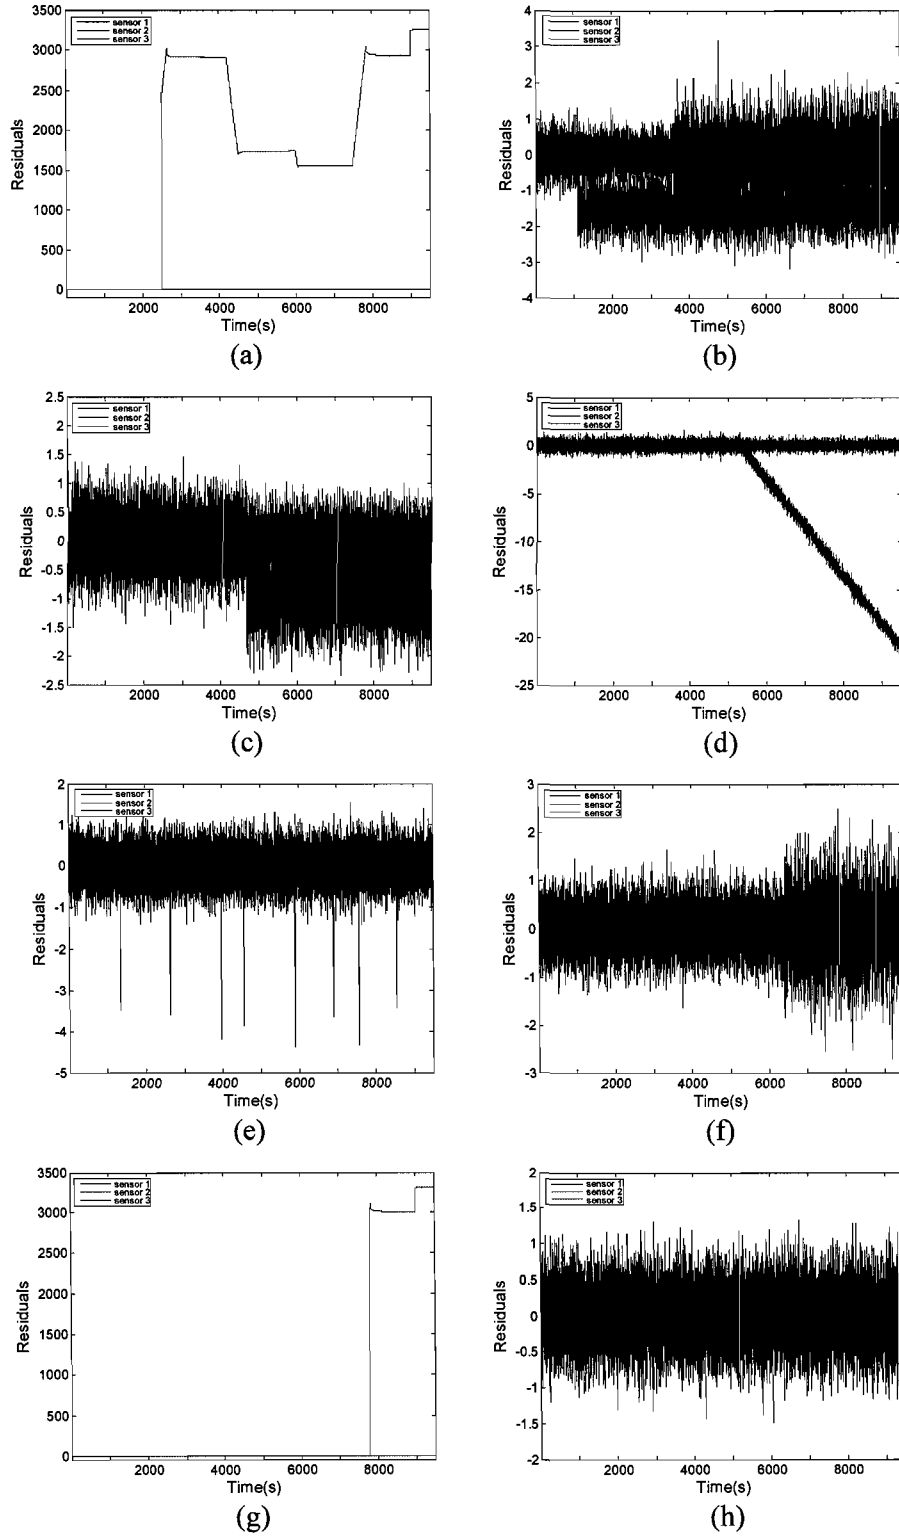 3500
3000
2500
3000
1500
3000
500
0
Residuals
sensor 1
sensor 2
sensor 3
2000 4000 6000 8000
Time(s)
(a)
4
3
2
1
0
-1
-2
-3
-4
Residuals
sensor 1
sensor 2
sensor 3
2000 4000 6000 8000
Time(s)
(b)
2.5
2
1.5
1
0.5
0
-0.5
-1
-1.5
-2
-2.5
Residuals
sensor 1
sensor 2
sensor 3
2000 4000 6000 8000
Time(s)
(c)
5
0
-5
-10
-15
-20
-25
Residuals
sensor 1
sensor 2
sensor 3
2000 4000 6000 8000
Time(s)
(d)
2
1
0
-1
-2
-3
-4
-5
Residuals
sensor 1
sensor 2
sensor 3
2000 4000 6000 8000
Time(s)
(e)
3
2
1
0
-1
-2
-3
Residuals
sensor 1
sensor 2
sensor 3
2000 4000 6000 8000
Time(s)
(f)
3500
3000
2500
3000
1500
3000
500
0
Residuals
sensor 1
sensor 2
sensor 3
2000 4000 6000 8000
Time(s)
(g)
2
1.5
1
0.5
0
-0.5
-1
-1.5
-2
Residuals
sensor 1
sensor 2
sensor 3
2000 4000 6000 8000
Time(s)
(h)